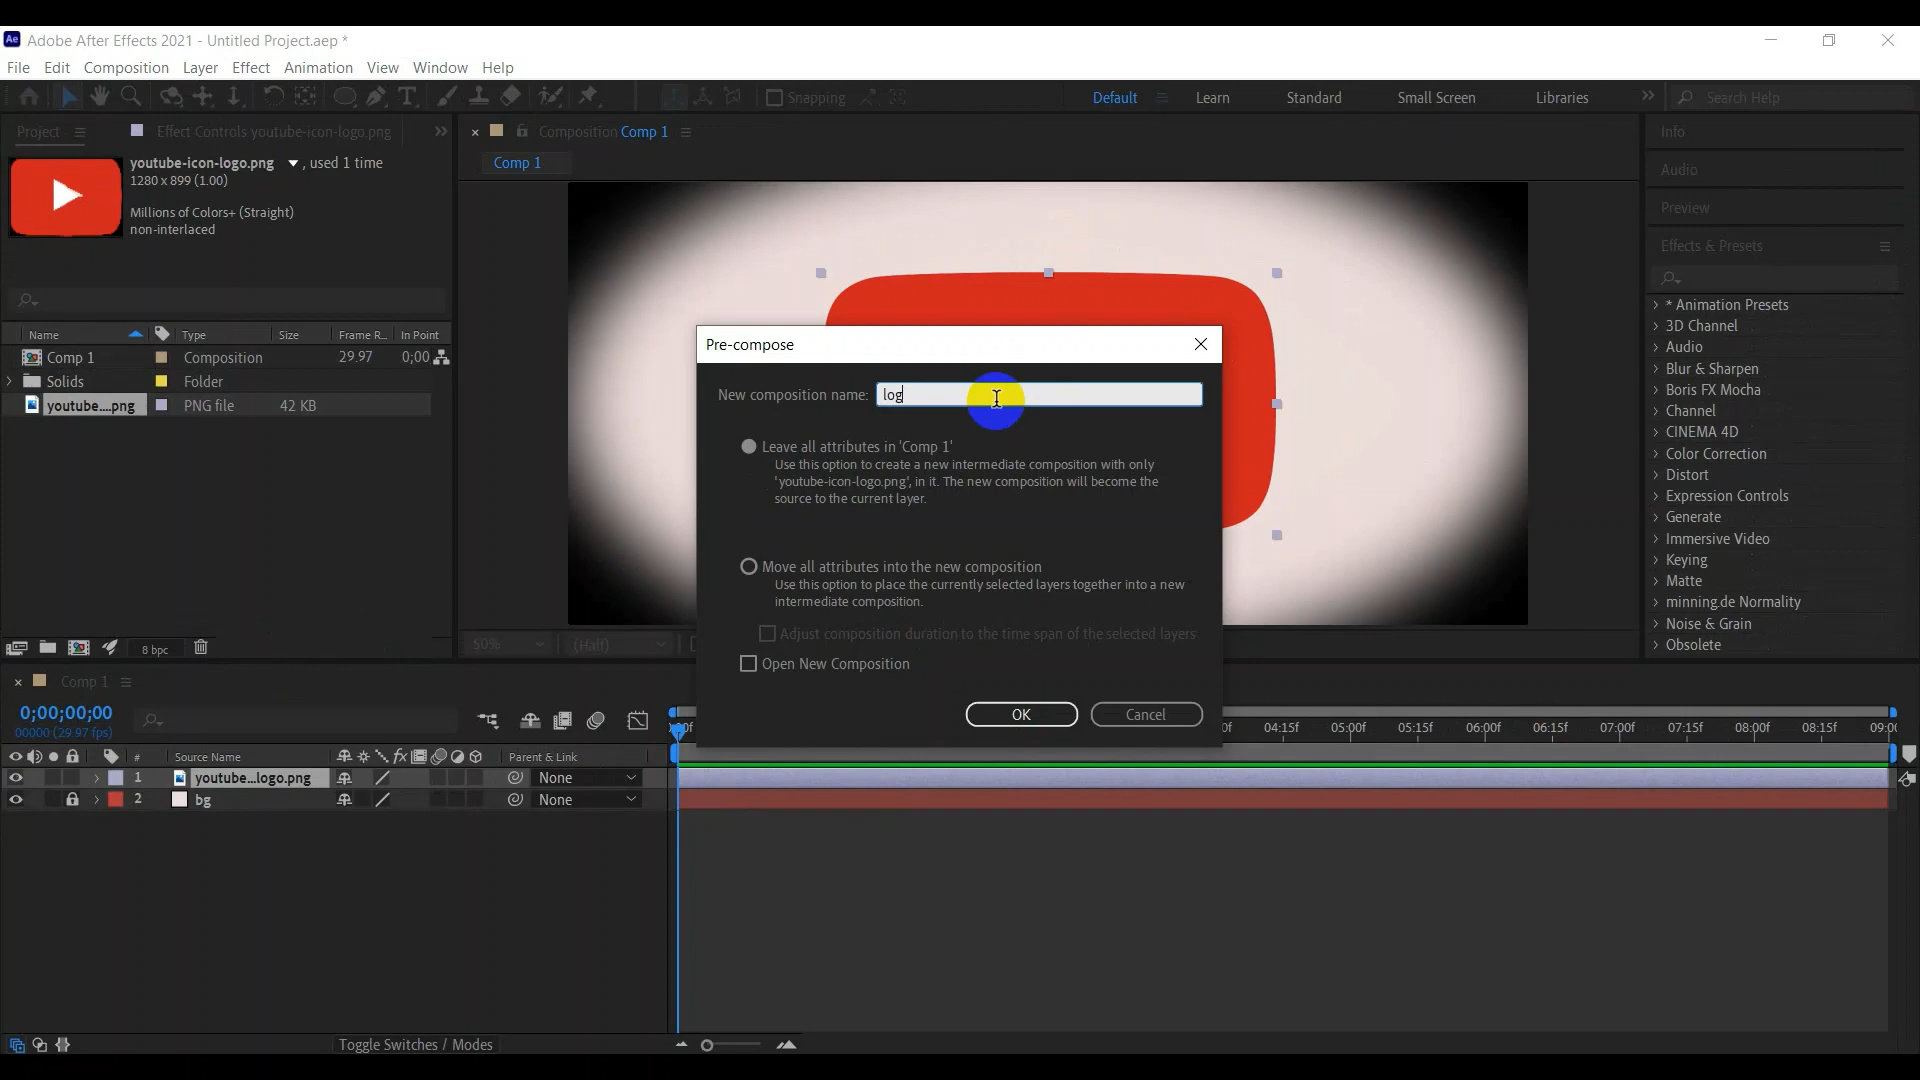 Ae Adobe After Effects 2021 - Untitled Project.aep *
File Edit Composition Layer Effect Animation View Window Help
T Snapping Default Learn Standard Small Screen Libraries Search Help
Project Effect Controls youtube-icon-logo.png
Composition Comp 1
Comp 1
youtube-icon-logo.png , used 1 time
1280 x 899 (1.00)
Millions of Colors+ (Straight)
non-interlaced
Name Type Size Frame R... In Point
Comp 1 Composition 29.97 0;00
Solids Folder
youtube....png PNG file 42 KB
8 bpc
50% (Half)
Pre-compose
New composition name: log
Leave all attributes in 'Comp 1'
Use this option to create a new intermediate composition with only
'youtube-icon-logo.png', in it. The new composition will become the
source to the current layer.
Move all attributes into the new composition
Use this option to place the currently selected layers together into a new
intermediate composition.
Adjust composition duration to the time span of the selected layers
Open New Composition
OK Cancel
Info
Audio
Preview
Effects & Presets
* Animation Presets
3D Channel
Audio
Blur & Sharpen
Boris FX Mocha
Channel
CINEMA 4D
Color Correction
Distort
Expression Controls
Generate
Immersive Video
Keying
Matte
minning.de Normality
Noise & Grain
Obsolete
Comp 1
0;00;00;00
00000 (29.97 fps)
04:15f 05:00f 05:15f 06:00f 06:15f 07:00f 07:15f 08:00f 08:15f
# Source Name fx Parent & Link
1 youtube...logo.png None
2 bg None
Toggle Switches / Modes